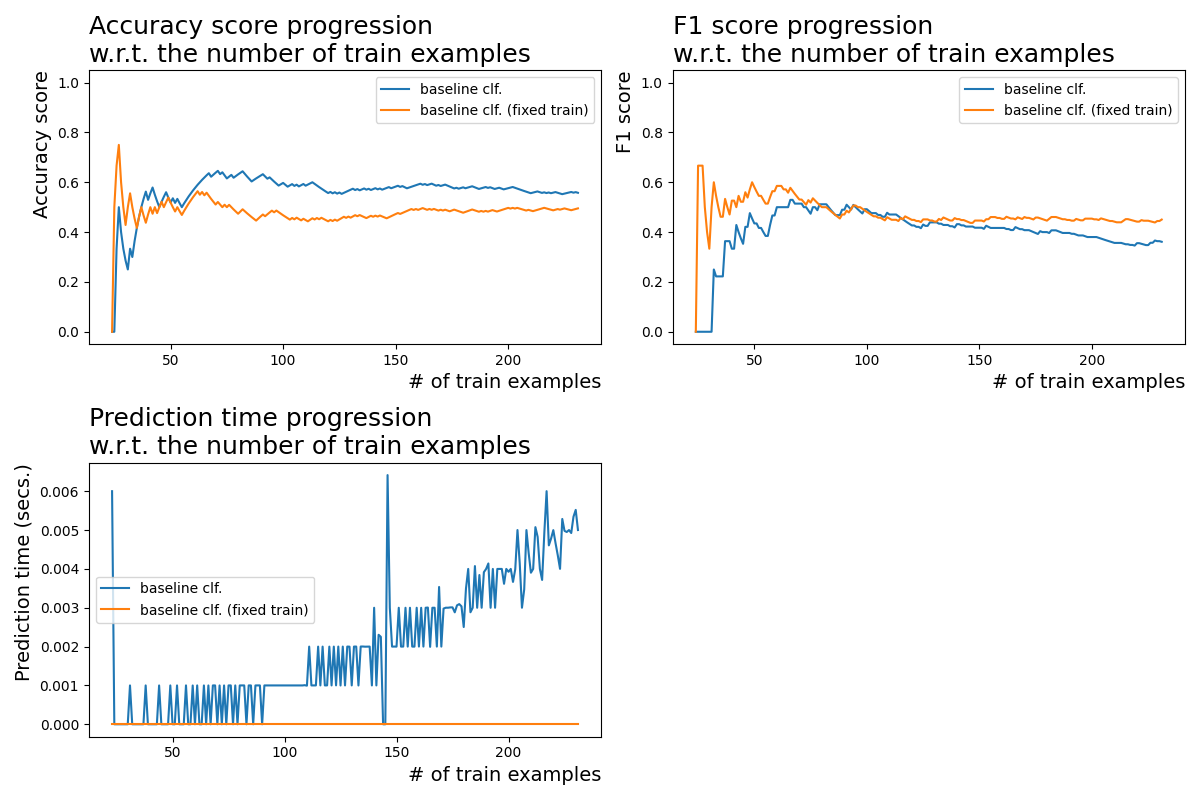 Accuracy score progression
w.r.t. the number of train examples
Accuracy score
1.0
0.8
0.6
0.4
0.2
0.0
baseline clf.
baseline clf. (fixed train)
50
100
150
200
# of train examples
F1 score progression
w.r.t. the number of train examples
F1 score
1.0
0.8
0.6
0.4
0.2
0.0
baseline clf.
baseline clf. (fixed train)
50
100
150
200
# of train examples
Prediction time progression
w.r.t. the number of train examples
Prediction time (secs.)
0.006
0.005
0.004
0.003
0.002
0.001
0.000
baseline clf.
baseline clf. (fixed train)
50
100
150
200
# of train examples